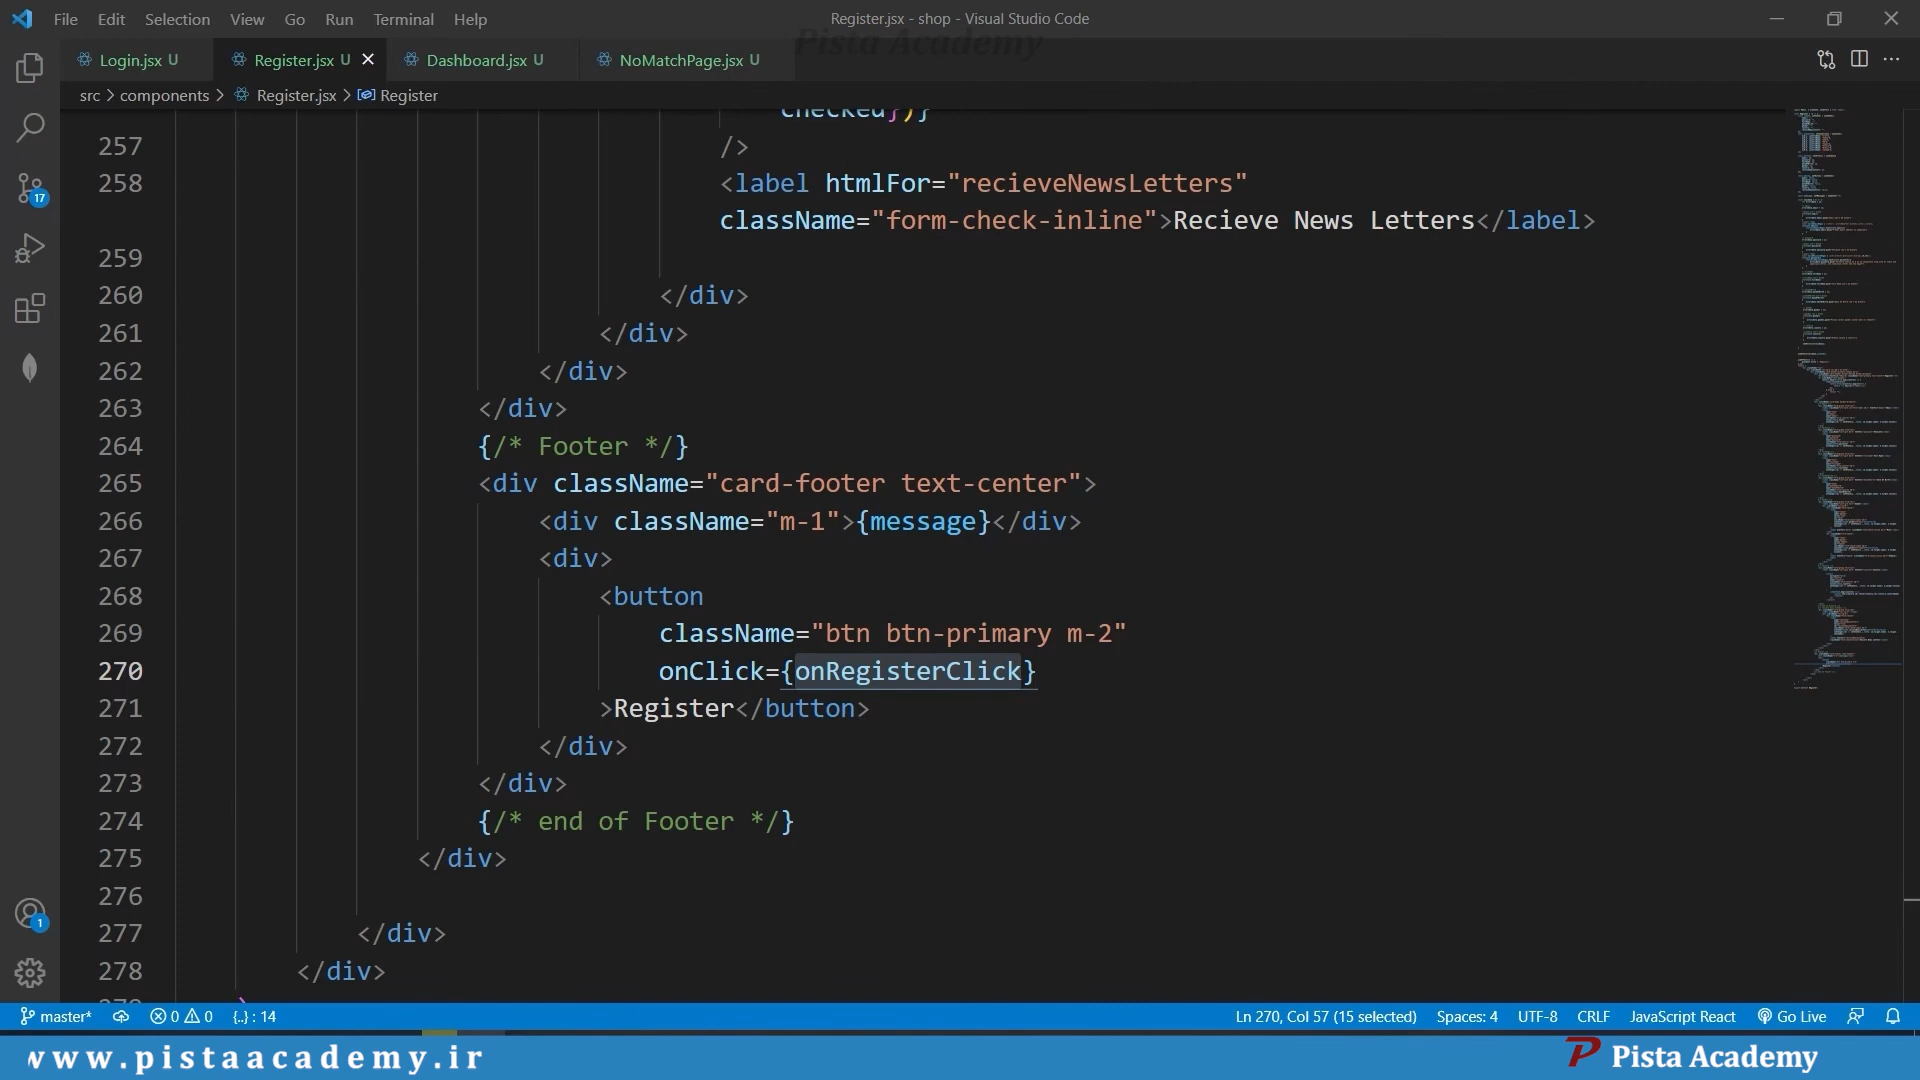 File Edit Selection View Go Run Terminal Help
Register.jsx - shop - Visual Studio Code
Pista Academy
Login.jsx U
Register.jsx U
Dashboard.jsx U
NoMatchPage.jsx U
src > components > Register.jsx > Register
checked})}
257 />
258 <label htmlFor="recieveNewsLetters"
className="form-check-inline">Recieve News Letters</label>
259
260 </div>
261 </div>
262 </div>
263 </div>
264 {/* Footer */}
265 <div className="card-footer text-center">
266 <div className="m-1">{message}</div>
267 <div>
268 <button
269 className="btn btn-primary m-2"
270 onClick={onRegisterClick}
271 >Register</button>
272 </div>
273 </div>
274 {/* end of Footer */}
275 </div>
276
277 </div>
278 </div>
279 )
17
1
master* 0 0 {..} : 14
Ln 270, Col 57 (15 selected) Spaces: 4 UTF-8 CRLF JavaScript React Go Live
www.pistaacademy.ir
Pista Academy